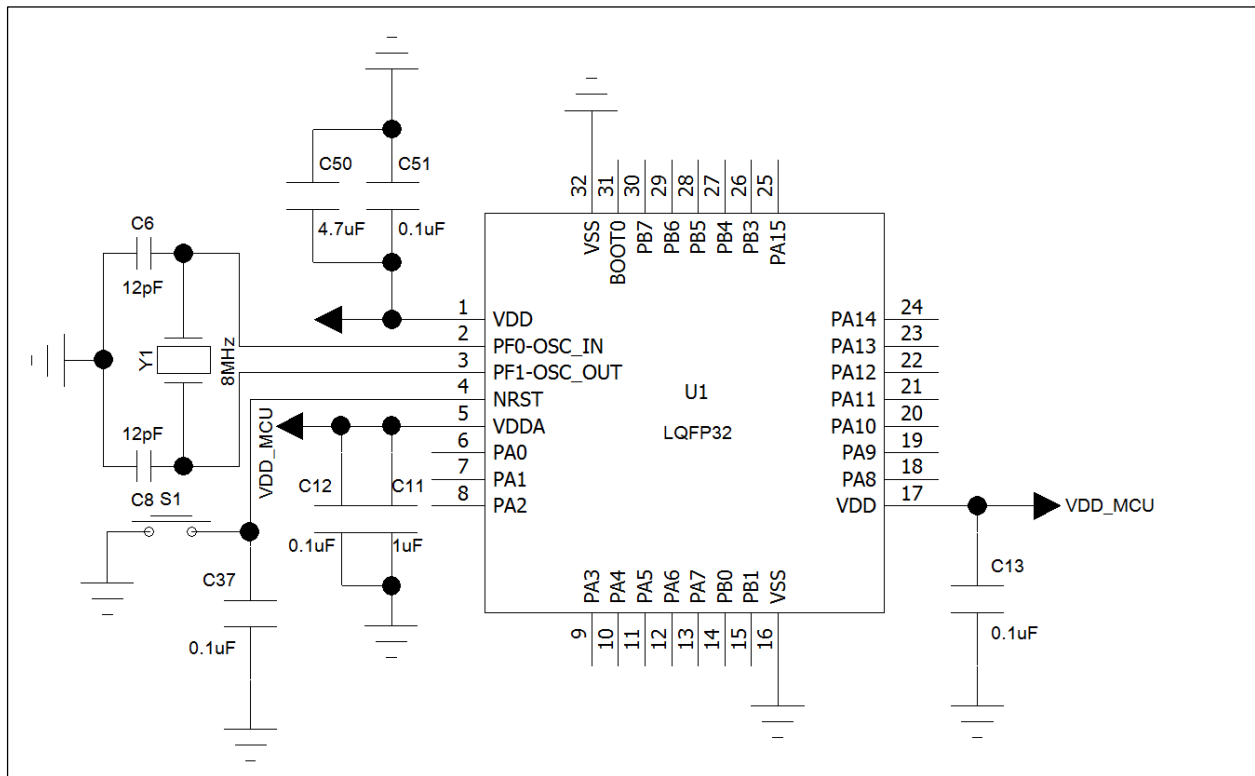 C50
C51
4.7uF
0.1uF
C6
12pF
Y1
8MHz
12pF
C8
S1
VDD_MCU
C37
0.1uF
C12
C11
0.1uF
1uF
32
31
30
29
28
27
26
25
VSS
BOOT0
PB7
PB6
PB5
PB4
PB3
PA15
1 VDD
2 PF0-OSC_IN
3 PF1-OSC_OUT
4 NRST
5 VDDA
6 PA0
7 PA1
8 PA2
U1
LQFP32
PA14 24
PA13 23
PA12 22
PA11 21
PA10 20
PA9 19
PA8 18
VDD 17
VDD_MCU
C13
0.1uF
PA3
PA4
PA5
PA6
PA7
PB0
PB1
VSS
9
10
11
12
13
14
15
16